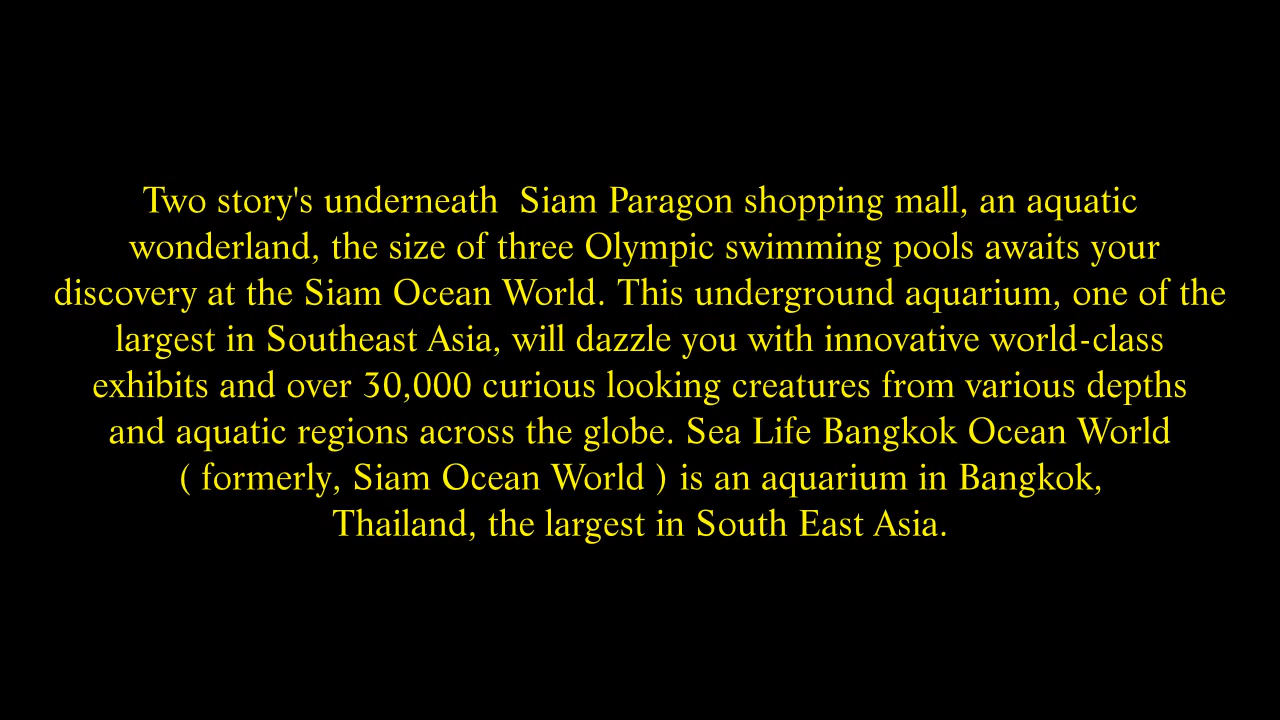 Two story's underneath  Siam Paragon shopping mall, an aquatic
wonderland, the size of three Olympic swimming pools awaits your
discovery at the Siam Ocean World. This underground aquarium, one of the
largest in Southeast Asia, will dazzle you with innovative world-class
exhibits and over 30,000 curious looking creatures from various depths
and aquatic regions across the globe. Sea Life Bangkok Ocean World
( formerly, Siam Ocean World ) is an aquarium in Bangkok,
Thailand, the largest in South East Asia.